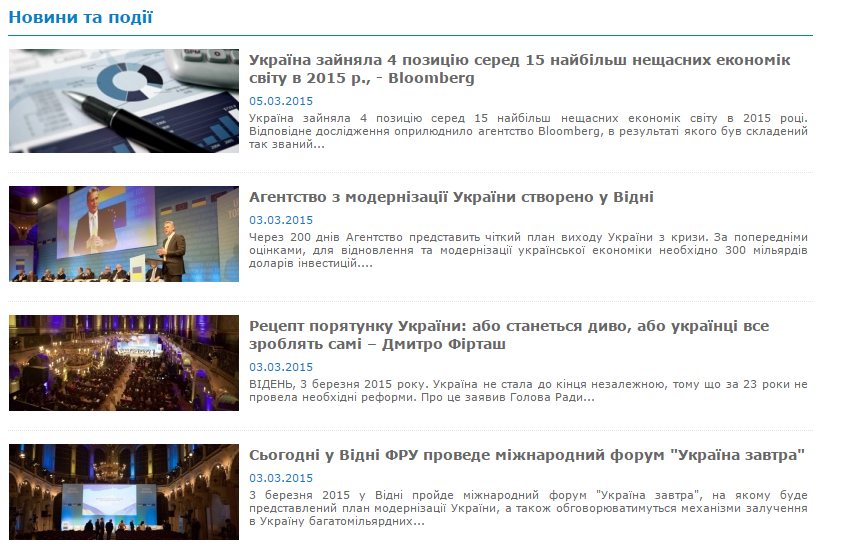 Новини та події
Україна зайняла 4 позицію серед 15 найбільш нещасних економік
світу в 2015 р., - Bloomberg
05.03.2015
Україна зайняла 4 позицію серед 15 найбільш нещасних економік світу в 2015 році.
Відповідне дослідження оприлюднило агентство Bloomberg, в результаті якого був складений
так званий...
Агентство з модернізації України створено у Відні
03.03.2015
Через 200 днів Агентство представить чіткий план виходу України з кризи. За попередніми
оцінками, для відновлення та модернізації української економіки необхідно 300 мільярдів
доларів інвестицій....
Рецепт порятунку України: або станеться диво, або українці все
зроблять самі – Дмитро Фірташ
03.03.2015
ВІДЕНЬ, 3 березня 2015 року. Україна не стала до кінця незалежною, тому що за 23 роки не
провела необхідні реформи. Про це заявив Голова Ради...
Сьогодні у Відні ФРУ проведе міжнародний форум "Україна завтра"
03.03.2015
3 березня 2015 у Відні пройде міжнародний форум "Україна завтра", на якому буде
представлений план модернізації України, а також обговорюватимуться механізми залучення
в Україну багатомільярдних...